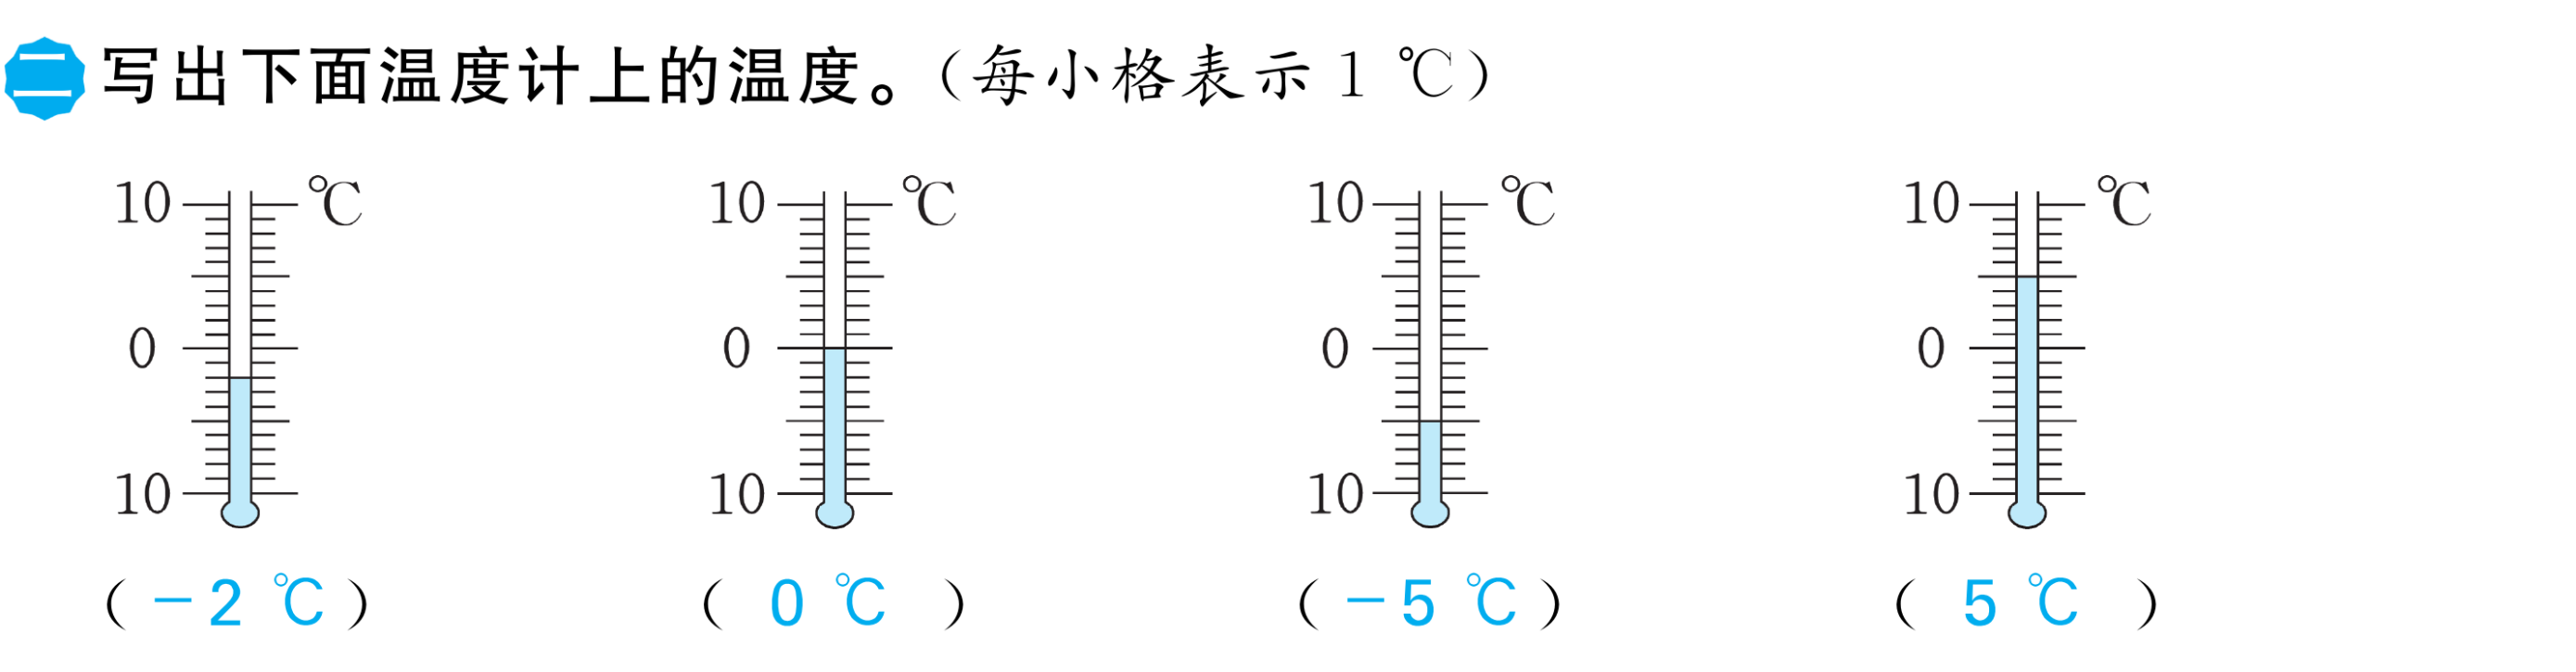 二 写出下面温度计上的温度。（每小格表示 1 ℃）
10 ℃ 10 ℃ 10 ℃ 10 ℃
0 0 0 0
10 10 10 10
（－2 ℃） （ 0 ℃ ） （－5 ℃） （ 5 ℃ ）